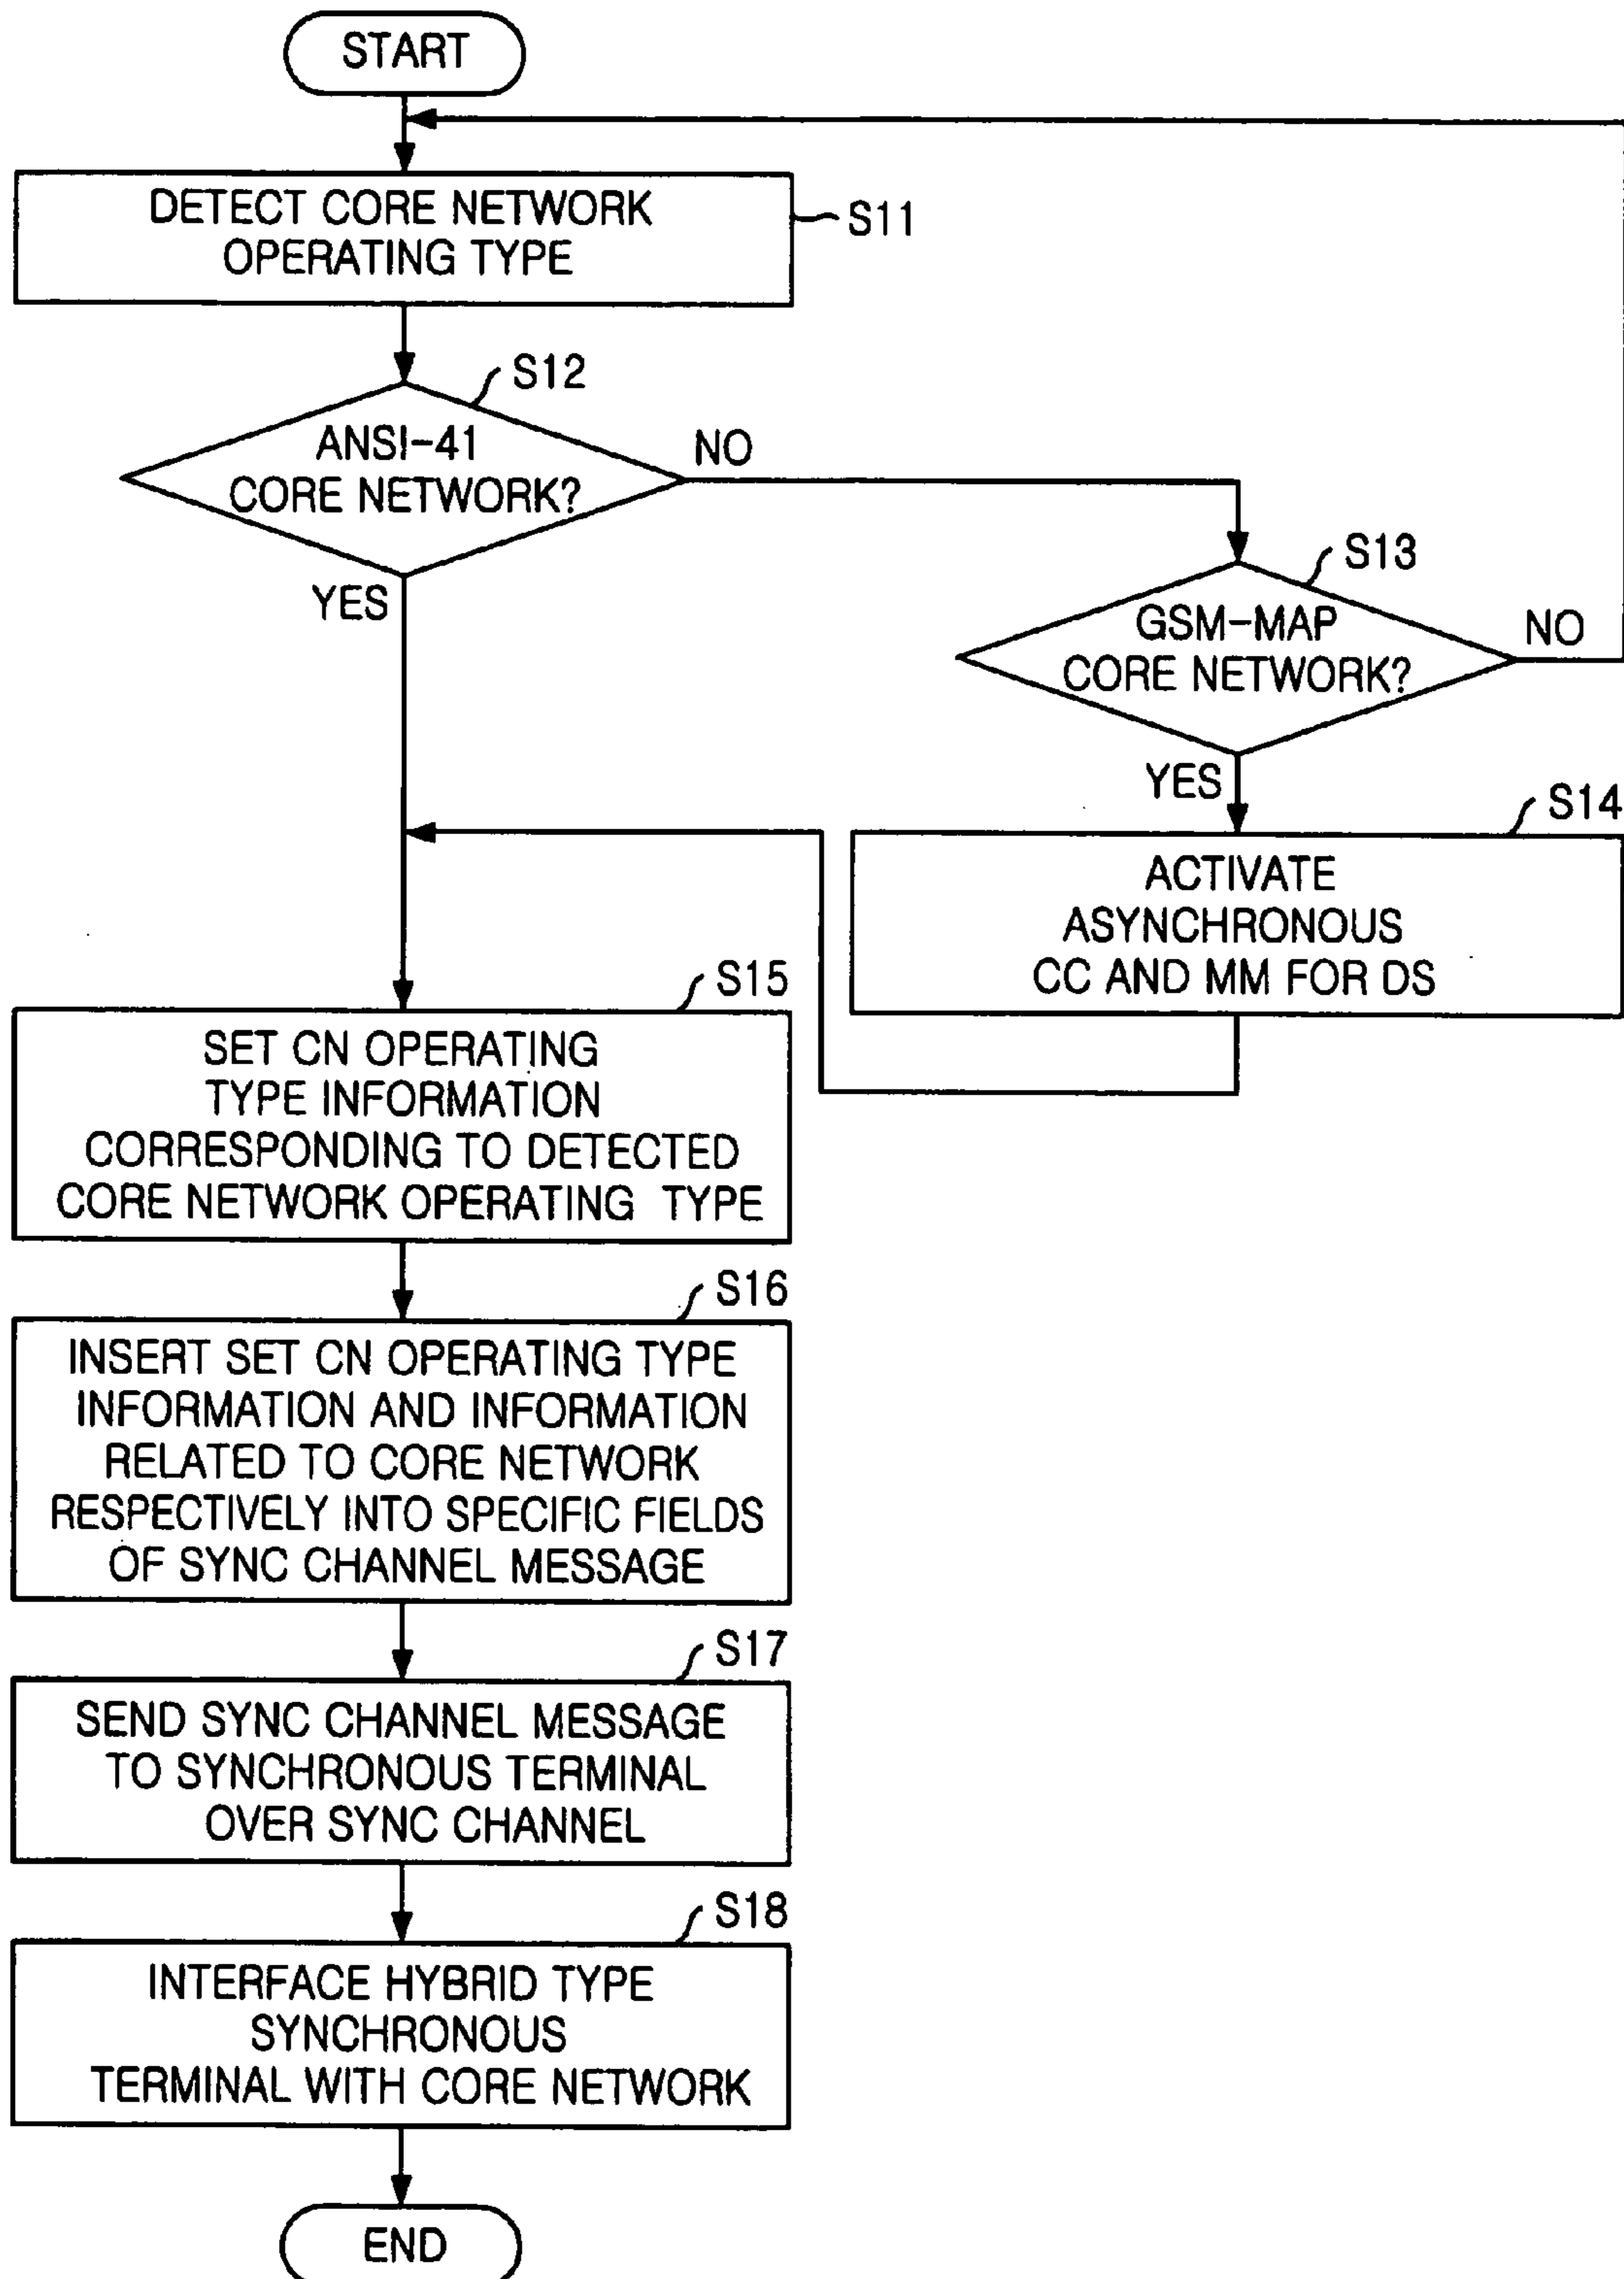 START
DETECT CORE NETWORK
OPERATING TYPE
S11
S12
ANSI-41
CORE NETWORK?
NO
YES
S13
GSM-MAP
CORE NETWORK?
NO
YES
S14
ACTIVATE
ASYNCHRONOUS
CC AND MM FOR DS
S15
SET CN OPERATING
TYPE INFORMATION
CORRESPONDING TO DETECTED
CORE NETWORK OPERATING TYPE
S16
INSERT SET CN OPERATING TYPE
INFORMATION AND INFORMATION
RELATED TO CORE NETWORK
RESPECTIVELY INTO SPECIFIC FIELDS
OF SYNC CHANNEL MESSAGE
S17
SEND SYNC CHANNEL MESSAGE
TO SYNCHRONOUS TERMINAL
OVER SYNC CHANNEL
S18
INTERFACE HYBRID TYPE
SYNCHRONOUS
TERMINAL WITH CORE NETWORK
END